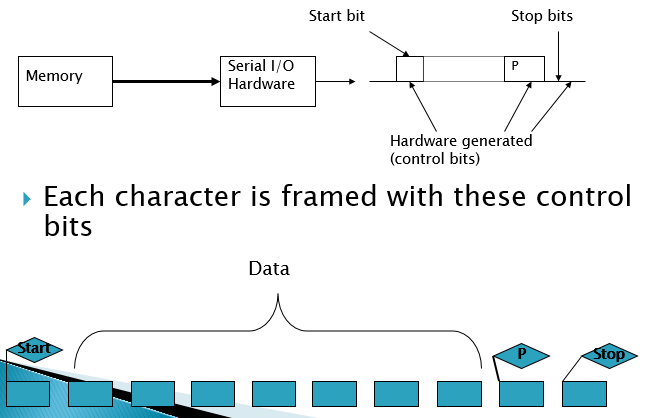 Start bit
Stop bits
Memory
Serial I/O
Hardware
P
Hardware generated
(control bits)
Each character is framed with these control
bits
Data
Start
P
Stop